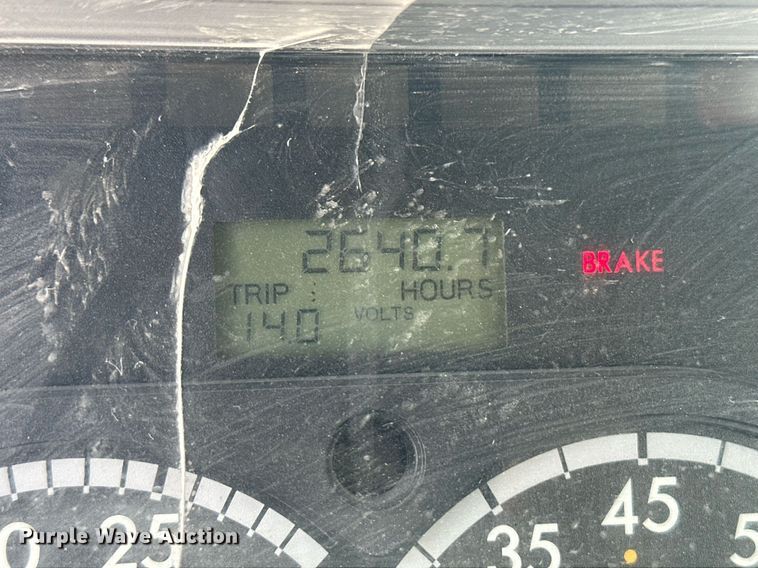 2640.7
BRAKE
TRIP HOURS
14.0 VOLTS
25
35
45
Purple Wave Auction